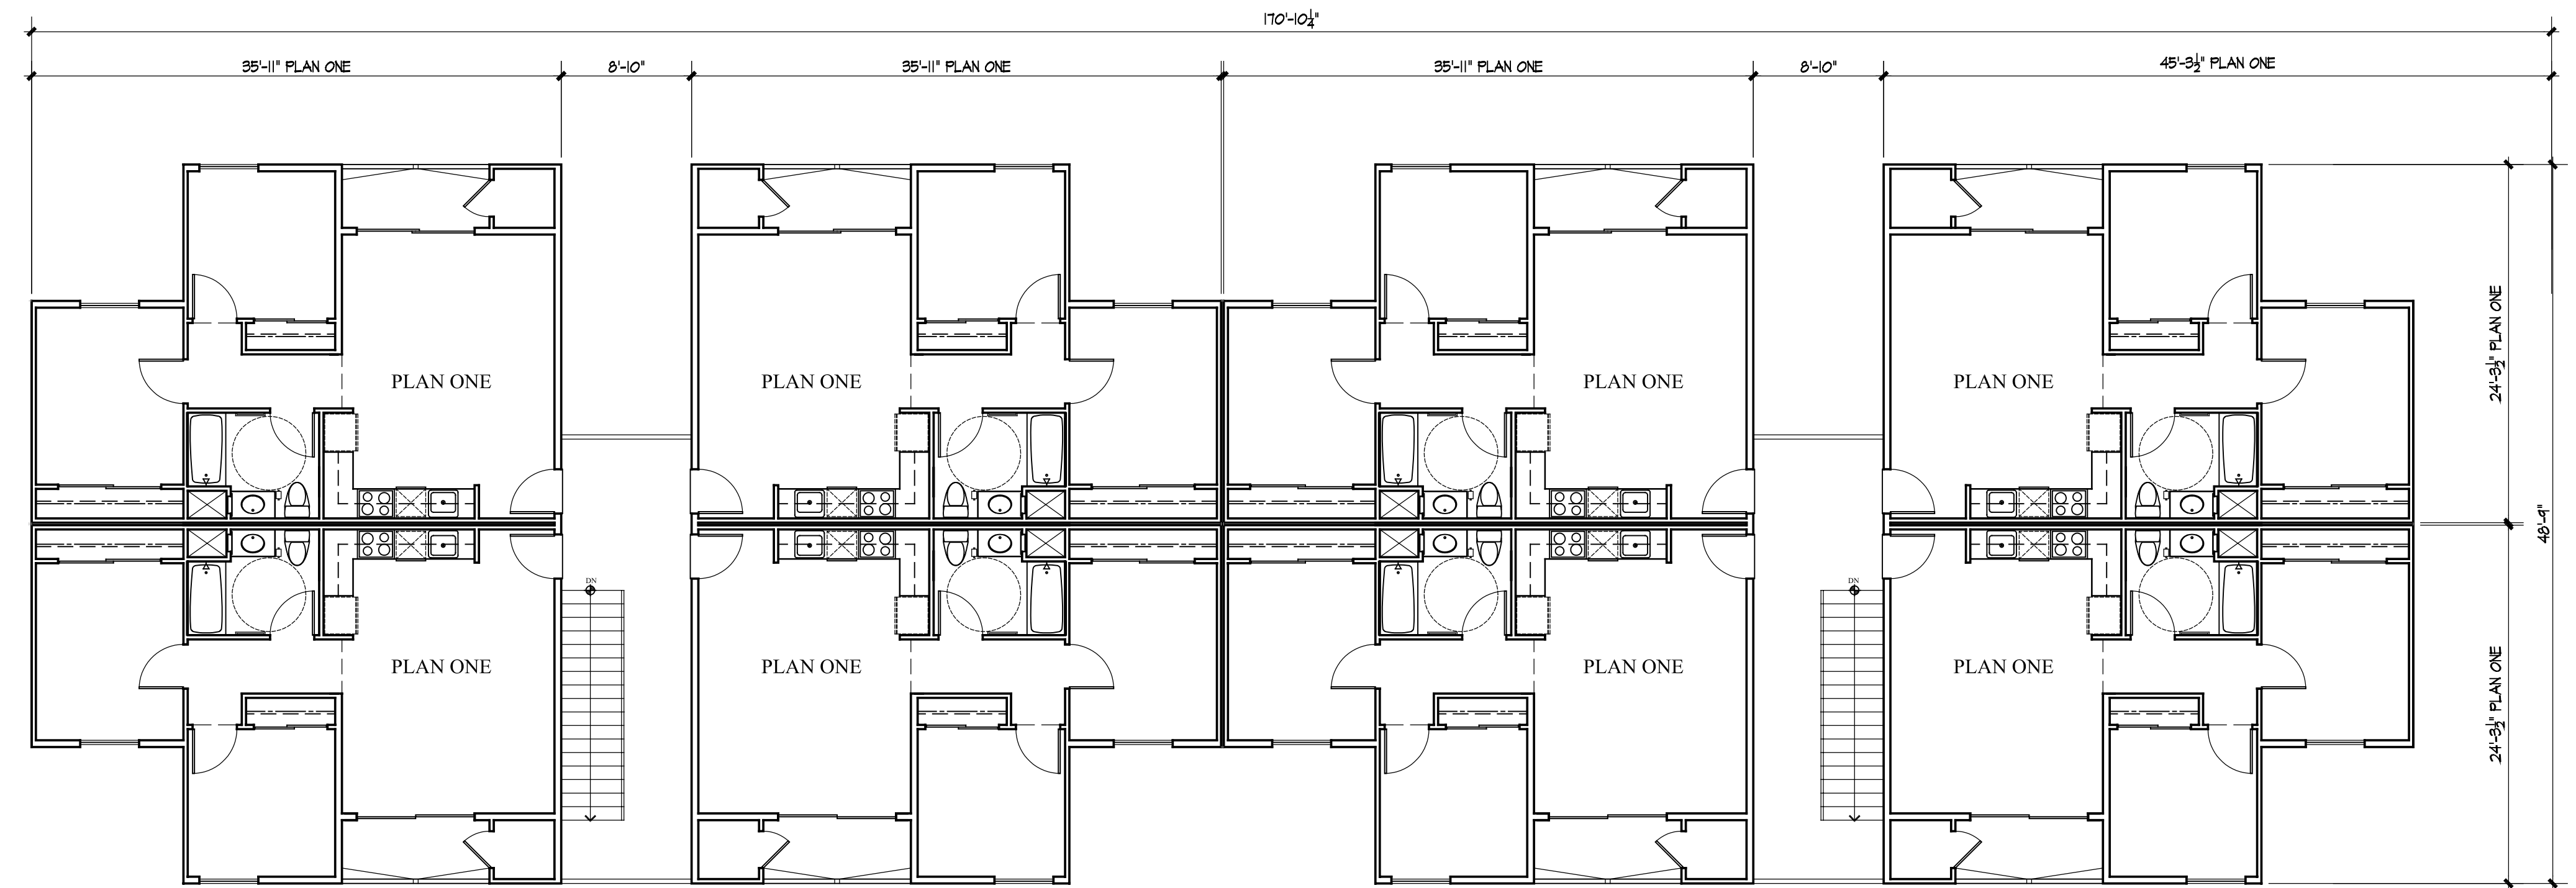 170'-10¼"
35'-11" PLAN ONE
8'-10"
35'-11" PLAN ONE
35'-11" PLAN ONE
8'-10"
45'-3½" PLAN ONE
PLAN ONE
PLAN ONE
PLAN ONE
PLAN ONE
24'-3½" PLAN ONE
48'-9"
DN
DN
PLAN ONE
PLAN ONE
PLAN ONE
PLAN ONE
24'-3½" PLAN ONE